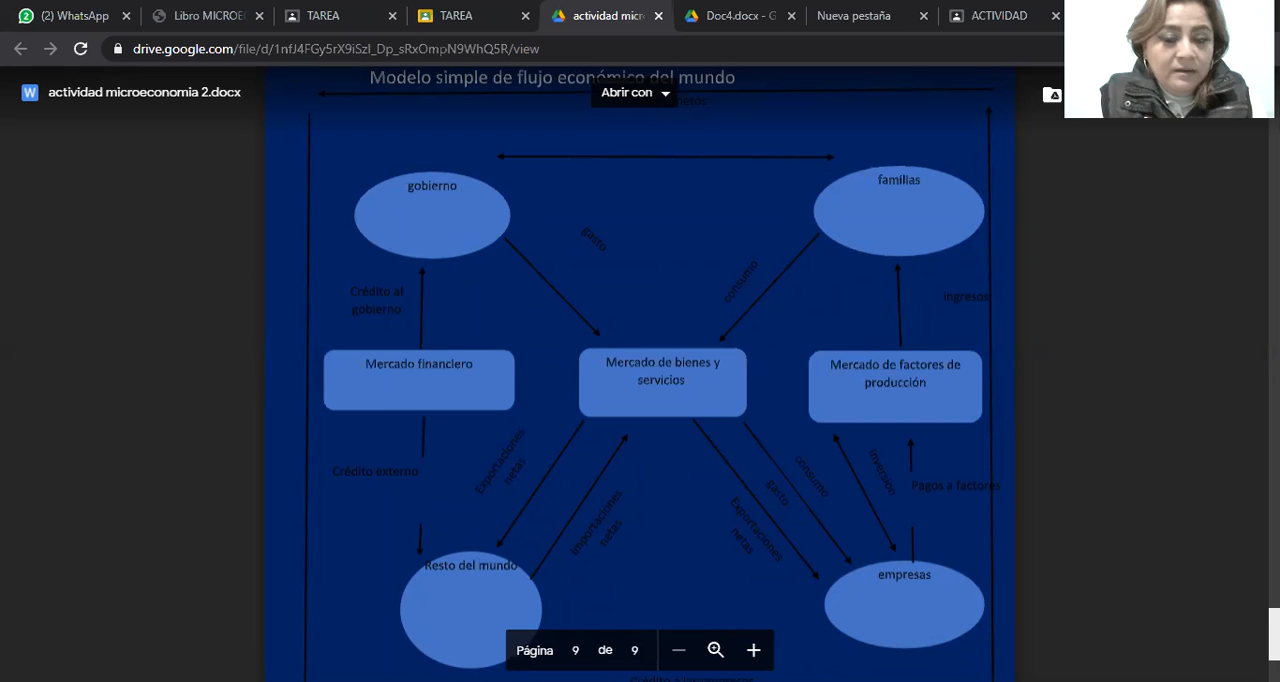 (2) WhatsApp
Libro MICROE
TAREA
TAREA
actividad micr
Doc4.docx - G
Nueva pestaña
ACTIVIDAD
drive.google.com/file/d/1nfJ4FGy5rX9iSzI_Dp_sRxOmpN9WhQ5R/view
actividad microeconomia 2.docx
Modelo simple de flujo económico del mundo
Abrir con
netos
gobierno
familias
gasto
consumo
Crédito al
gobierno
ingresos
Mercado financiero
Mercado de bienes y
servicios
Mercado de factores de
producción
Exportaciones
netas
Importaciones
netas
Exportaciones
netas
gasto
consumo
inversion
Crédito externo
Pagos a factores
Resto del mundo
empresas
Página 9 de 9